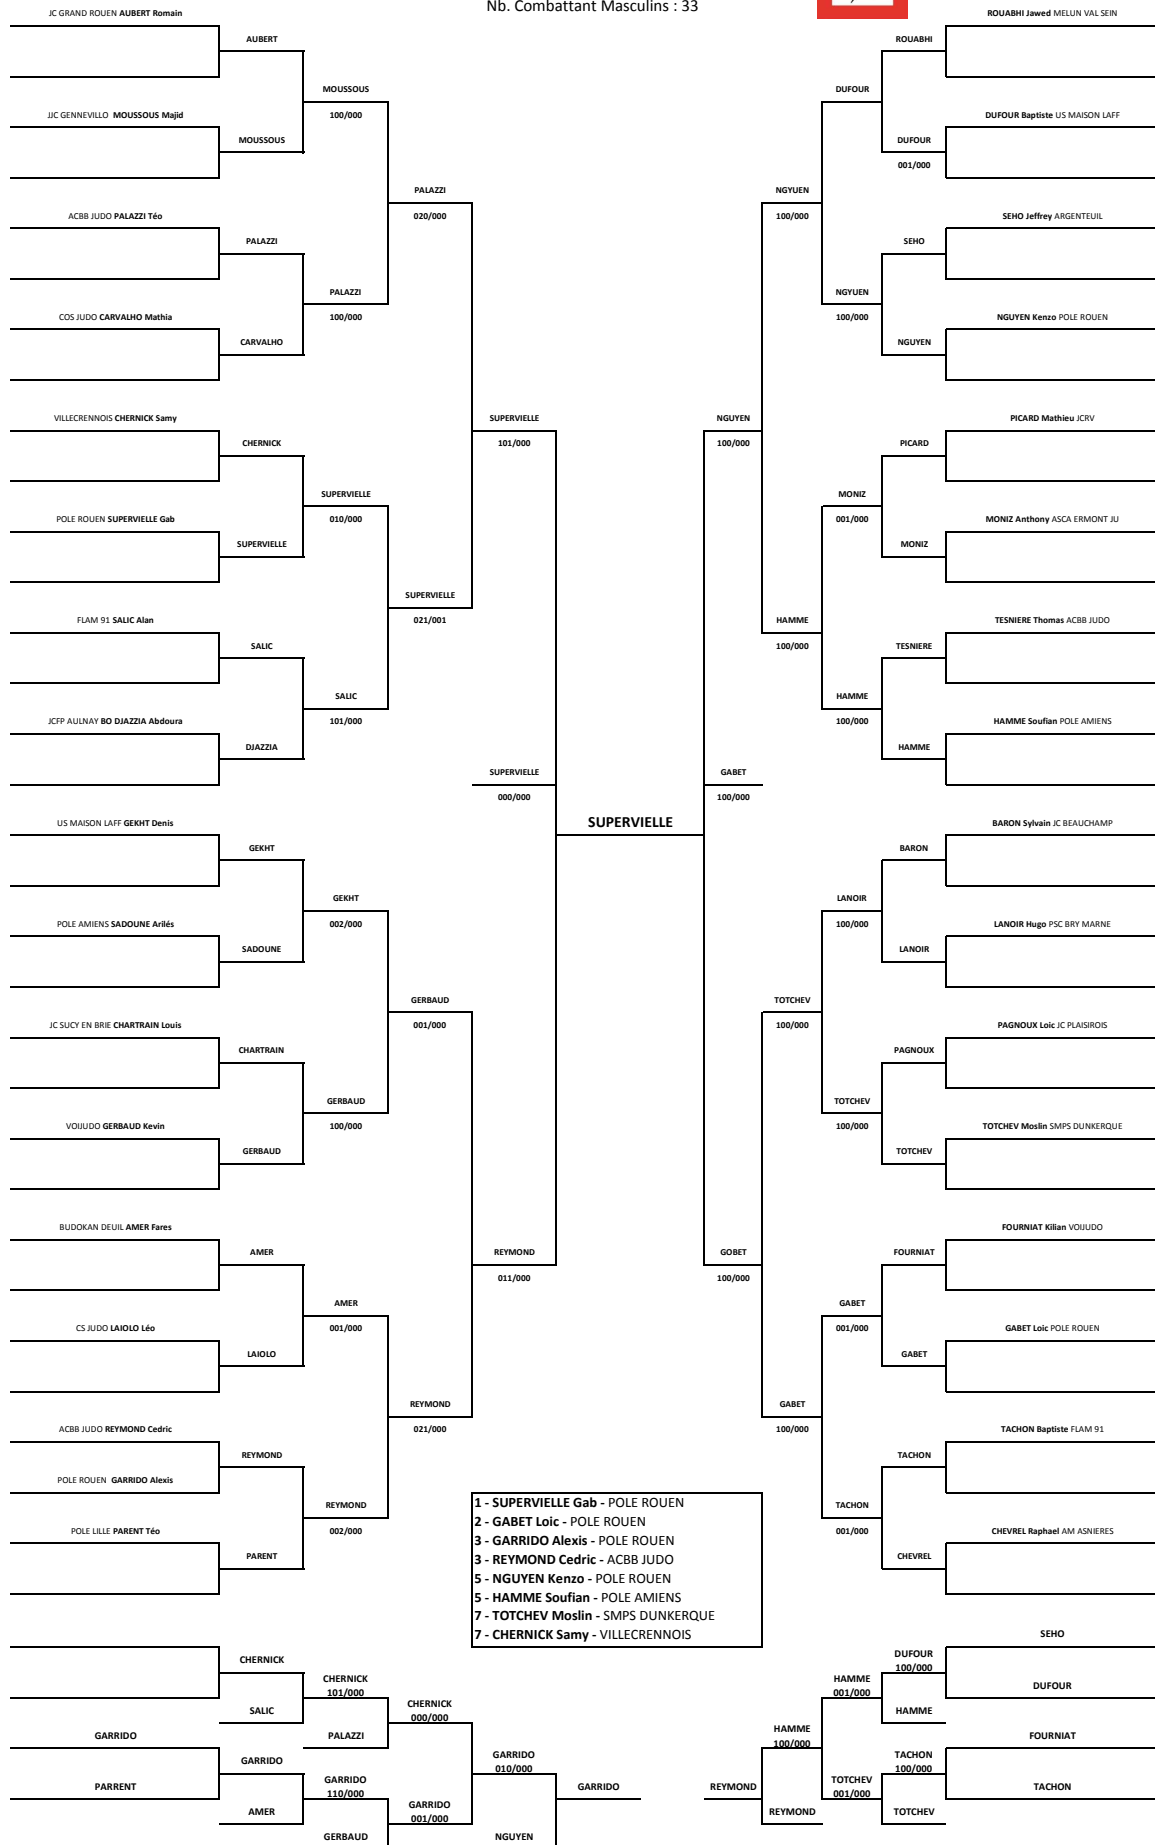 Nb. Combattant Masculins : 33
JC GRAND ROUEN AUBERT Romain
AUBERT
MOUSSOUS
100/000
JJC GENNEVILLO MOUSSOUS Majid
MOUSSOUS
PALAZZI
020/000
ACBB JUDO PALAZZI Téo
PALAZZI
PALAZZI
100/000
COS JUDO CARVALHO Mathia
CARVALHO
VILLECRENNOIS CHERNICK Samy
CHERNICK
SUPERVIELLE
101/000
SUPERVIELLE
010/000
POLE ROUEN SUPERVIELLE Gab
SUPERVIELLE
SUPERVIELLE
021/001
FLAM 91 SALIC Alan
SALIC
SALIC
101/000
JCFP AULNAY BO DJAZZIA Abdoura
DJAZZIA
SUPERVIELLE
000/000
SUPERVIELLE
US MAISON LAFF GEKHT Denis
GEKHT
GEKHT
002/000
POLE AMIENS SADOUNE Arilés
SADOUNE
GERBAUD
001/000
JC SUCY EN BRIE CHARTRAIN Louis
CHARTRAIN
GERBAUD
100/000
VOIJUDO GERBAUD Kevin
GERBAUD
BUDOKAN DEUIL AMER Fares
AMER
REYMOND
011/000
AMER
001/000
CS JUDO LAIOLO Léo
LAIOLO
REYMOND
021/000
ACBB JUDO REYMOND Cedric
REYMOND
POLE ROUEN GARRIDO Alexis
REYMOND
002/000
POLE LILLE PARENT Téo
PARENT
ROUABHI Jawed MELUN VAL SEIN
ROUABHI
DUFOUR
DUFOUR Baptiste US MAISON LAFF
DUFOUR
001/000
NGYUEN
100/000
SEHO Jeffrey ARGENTEUIL
SEHO
NGYUEN
100/000
NGUYEN Kenzo POLE ROUEN
NGUYEN
NGUYEN
100/000
PICARD Mathieu JCRV
PICARD
MONIZ
001/000
MONIZ Anthony ASCA ERMONT JU
MONIZ
HAMME
100/000
TESNIERE Thomas ACBB JUDO
TESNIERE
HAMME
100/000
HAMME Soufian POLE AMIENS
HAMME
GABET
100/000
BARON Sylvain JC BEAUCHAMP
BARON
LANOIR
100/000
LANOIR Hugo PSC BRY MARNE
LANOIR
TOTCHEV
100/000
PAGNOUX Loic JC PLAISIROIS
PAGNOUX
TOTCHEV
100/000
TOTCHEV Moslin SMPS DUNKERQUE
TOTCHEV
GOBET
100/000
FOURNIAT Kilian VOIJUDO
FOURNIAT
GABET
001/000
GABET Loic POLE ROUEN
GABET
GABET
100/000
TACHON Baptiste FLAM 91
TACHON
TACHON
001/000
CHEVREL Raphael AM ASNIERES
CHEVREL
1 - SUPERVIELLE Gab - POLE ROUEN
2 - GABET Loic - POLE ROUEN
3 - GARRIDO Alexis - POLE ROUEN
3 - REYMOND Cedric - ACBB JUDO
5 - NGUYEN Kenzo - POLE ROUEN
5 - HAMME Soufian - POLE AMIENS
7 - TOTCHEV Moslin - SMPS DUNKERQUE
7 - CHERNICK Samy - VILLECRENNOIS
CHERNICK
CHERNICK
101/000
SALIC
CHERNICK
000/000
PALAZZI
GARRIDO
GARRIDO
PARRENT
GARRIDO
110/000
AMER
GARRIDO
001/000
GERBAUD
GARRIDO
010/000
NGUYEN
GARRIDO
SEHO
DUFOUR
100/000
DUFOUR
HAMME
001/000
HAMME
HAMME
100/000
FOURNIAT
TACHON
100/000
TACHON
TOTCHEV
001/000
TOTCHEV
REYMOND
REYMOND